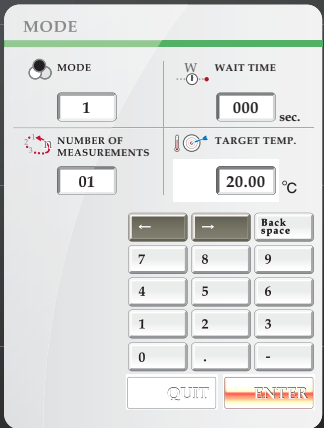 MODE
MODE
1
W
WAIT TIME
000 sec.
NUMBER OF
MEASUREMENTS
01
TARGET TEMP.
20.00 °C
← → Back
space
7 8 9
4 5 6
1 2 3
0 . -
QUIT ENTER